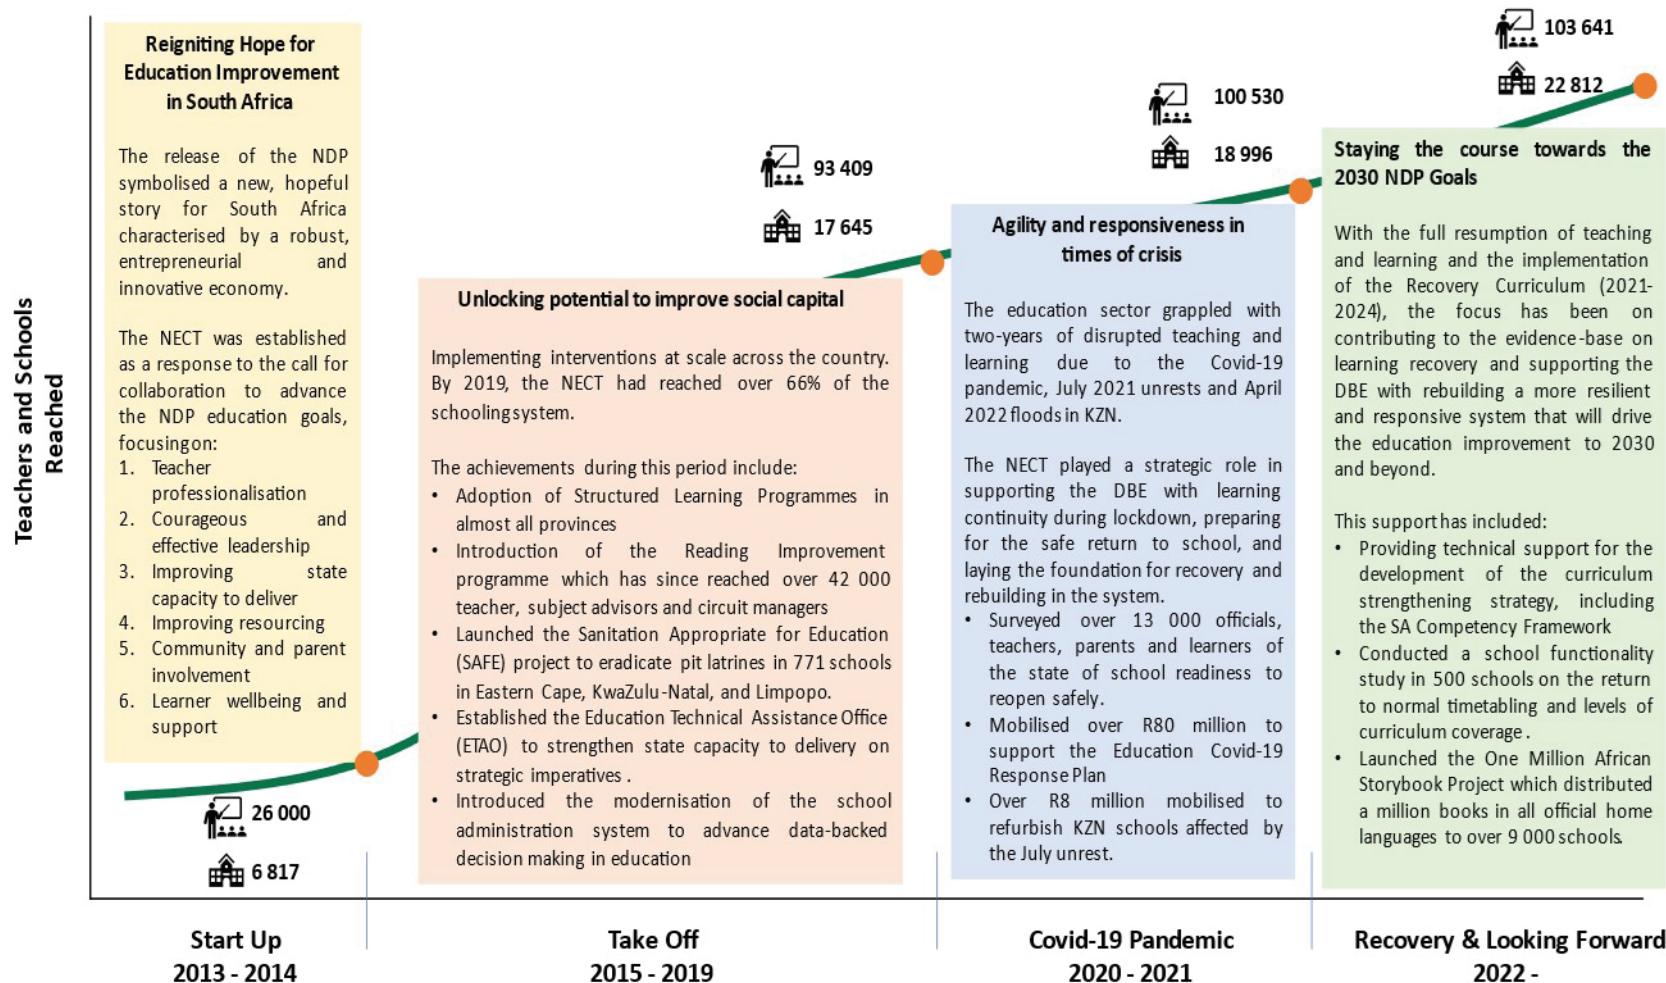 Teachers and Schools
Reached
Reigniting Hope for
Education Improvement
in South Africa
The release of the NDP
symbolised a new, hopeful
story for South Africa
characterised by a robust,
entrepreneurial and
innovative economy.
The NECT was established
as a response to the call for
collaboration to advance
the NDP education goals,
focusing on:
1. Teacher
professionalisation
2. Courageous and
effective leadership
3. Improving state
capacity to deliver
4. Improving resourcing
5. Community and parent
involvement
6. Learner wellbeing and
support
26 000
6 817
93 409
17 645
Unlocking potential to improve social capital
Implementing interventions at scale across the country.
By 2019, the NECT had reached over 66% of the
schooling system.
The achievements during this period include:
• Adoption of Structured Learning Programmes in
almost all provinces
• Introduction of the Reading Improvement
programme which has since reached over 42 000
teacher, subject advisors and circuit managers
• Launched the Sanitation Appropriate for Education
(SAFE) project to eradicate pit latrines in 771 schools
in Eastern Cape, KwaZulu-Natal, and Limpopo.
• Established the Education Technical Assistance Office
(ETAO) to strengthen state capacity to delivery on
strategic imperatives .
• Introduced the modernisation of the school
administration system to advance data-backed
decision making in education
100 530
18 996
Agility and responsiveness in
times of crisis
The education sector grappled with
two-years of disrupted teaching and
learning due to the Covid-19
pandemic, July 2021 unrests and April
2022 floods in KZN.
The NECT played a strategic role in
supporting the DBE with learning
continuity during lockdown, preparing
for the safe return to school, and
laying the foundation for recovery and
rebuilding in the system.
• Surveyed over 13 000 officials,
teachers, parents and learners of
the state of school readiness to
reopen safely.
• Mobilised over R80 million to
support the Education Covid-19
Response Plan
• Over R8 million mobilised to
refurbish KZN schools affected by
the July unrest.
103 641
22 812
Staying the course towards the
2030 NDP Goals
With the full resumption of teaching
and learning and the implementation
of the Recovery Curriculum (2021-
2024), the focus has been on
contributing to the evidence-base on
learning recovery and supporting the
DBE with rebuilding a more resilient
and responsive system that will drive
the education improvement to 2030
and beyond.
This support has included:
• Providing technical support for the
development of the curriculum
strengthening strategy, including
the SA Competency Framework
• Conducted a school functionality
study in 500 schools on the return
to normal timetabling and levels of
curriculum coverage .
• Launched the One Million African
Storybook Project which distributed
a million books in all official home
languages to over 9 000 schools.
Start Up
2013 - 2014
Take Off
2015 - 2019
Covid-19 Pandemic
2020 - 2021
Recovery & Looking Forward
2022 -